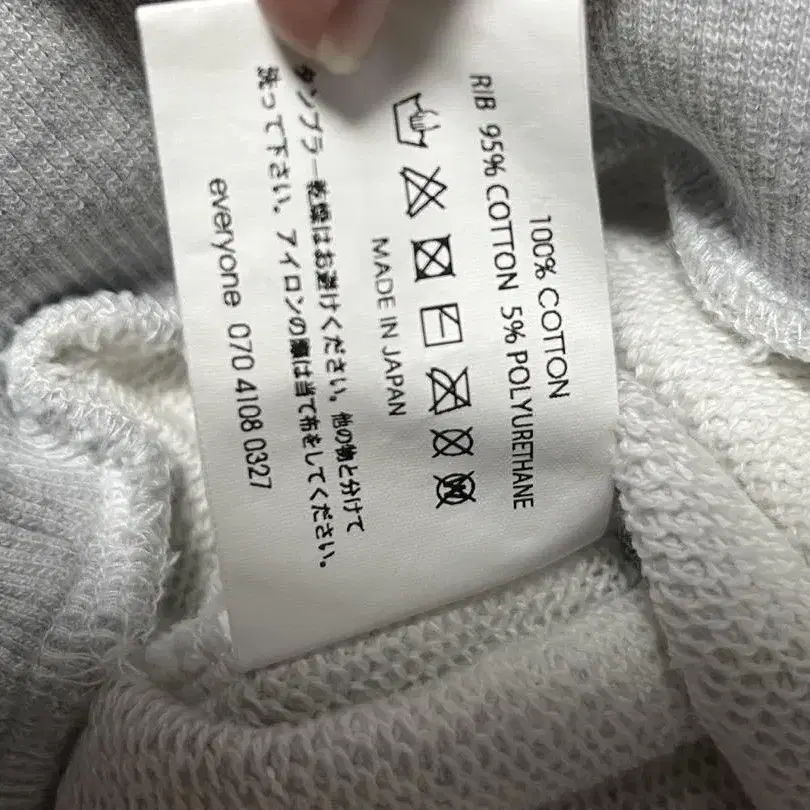 100% COTTON
RIB 95% COTTON 5% POLYURETHANE
MADE IN JAPAN
タンブラー乾燥はお避けください。他の物と分けて
洗って下さい。アイロンの際は当て布をしてください。
everyone 070 4108 0327